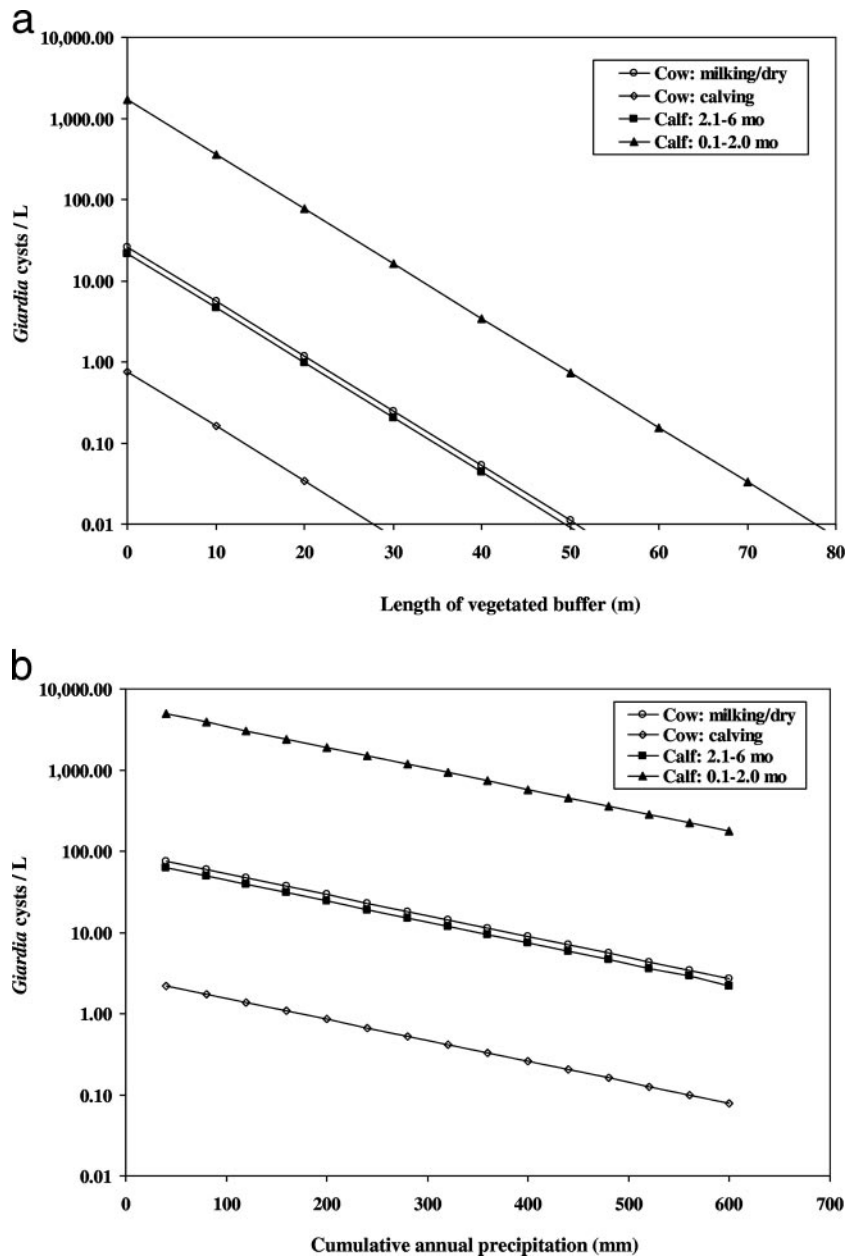 a
10,000.00
1,000.00
100.00
10.00
1.00
0.10
0.01
Giardia cysts / L
Cow: milking/dry
Cow: calving
Calf: 2.1-6 mo
Calf: 0.1-2.0 mo
0 10 20 30 40 50 60 70 80
Length of vegetated buffer (m)
b
10,000.00
1,000.00
100.00
10.00
1.00
0.10
0.01
Giardia cysts / L
Cow: milking/dry
Cow: calving
Calf: 2.1-6 mo
Calf: 0.1-2.0 mo
0 100 200 300 400 500 600 700
Cumulative annual precipitation (mm)